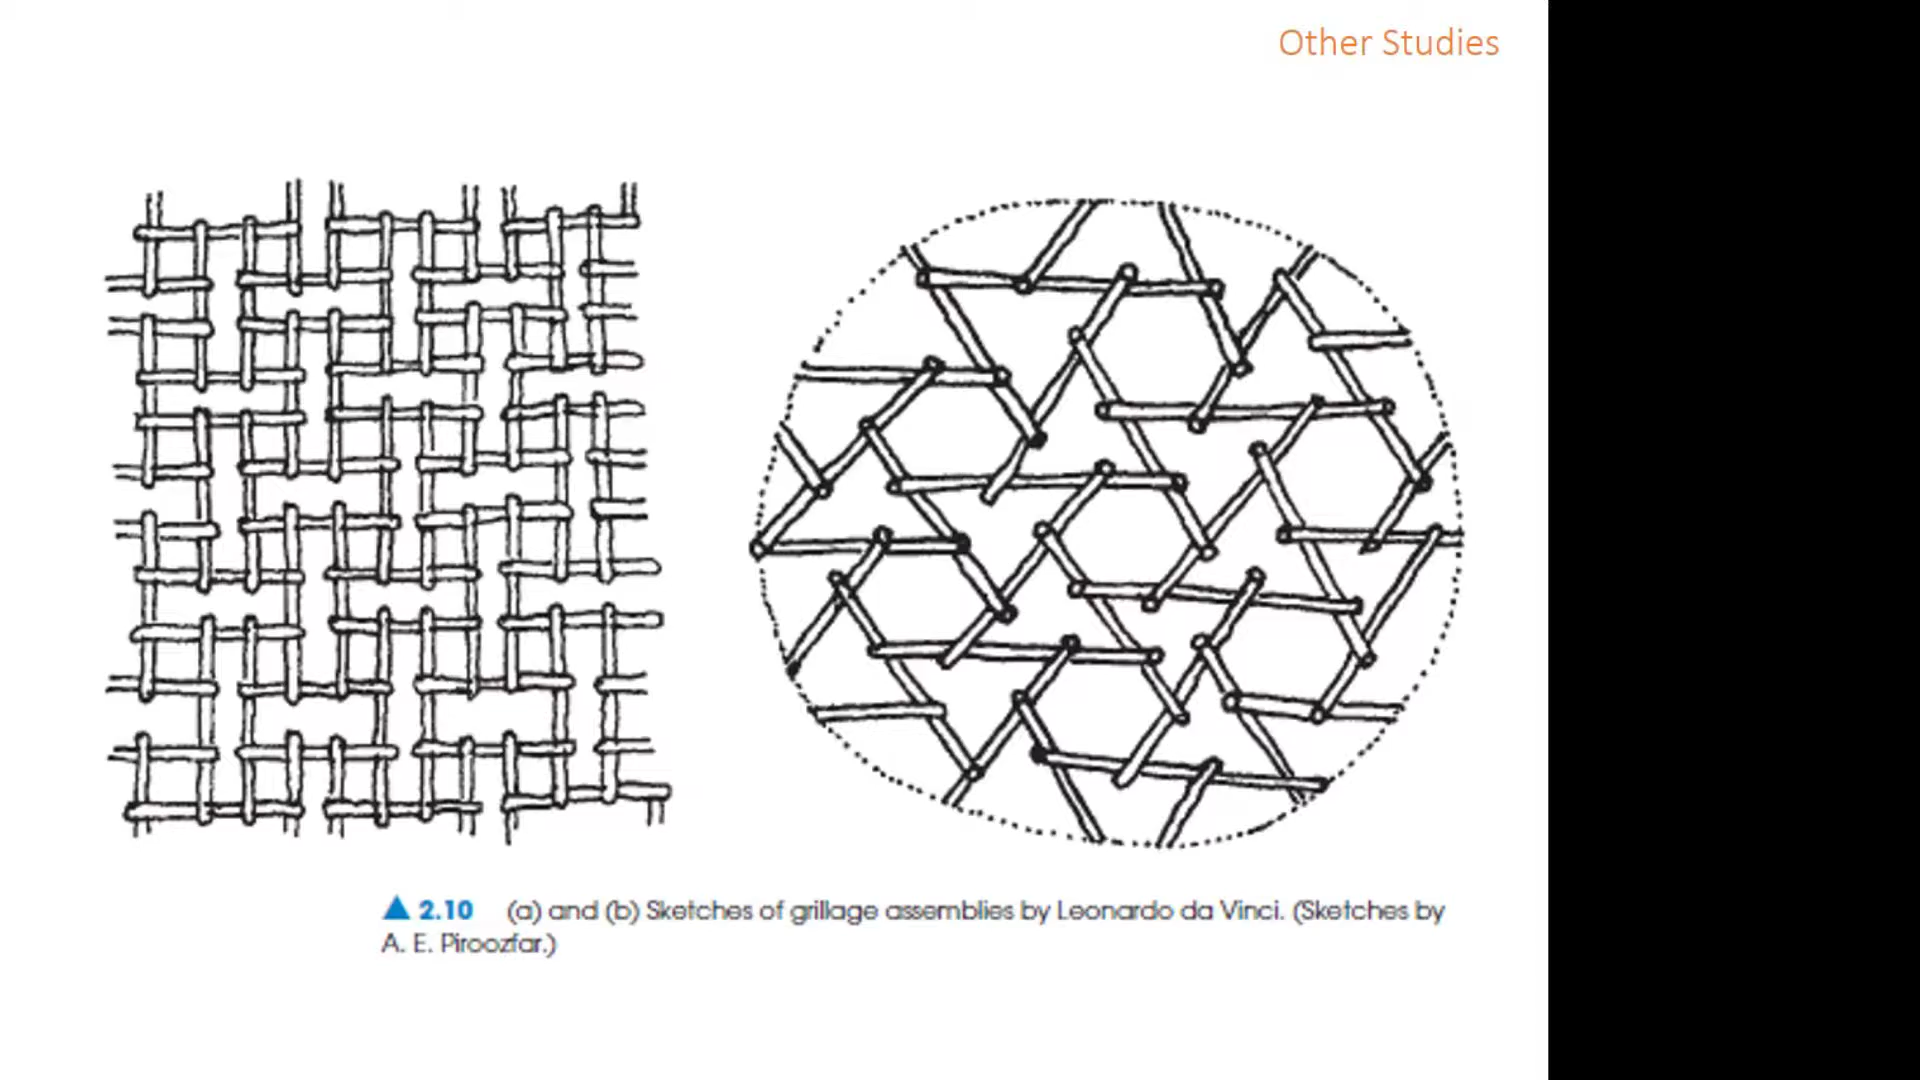 Other Studies
▲ 2.10 (a) and (b) Sketches of grillage assemblies by Leonardo da Vinci. (Sketches by
A. E. Piroozfar.)